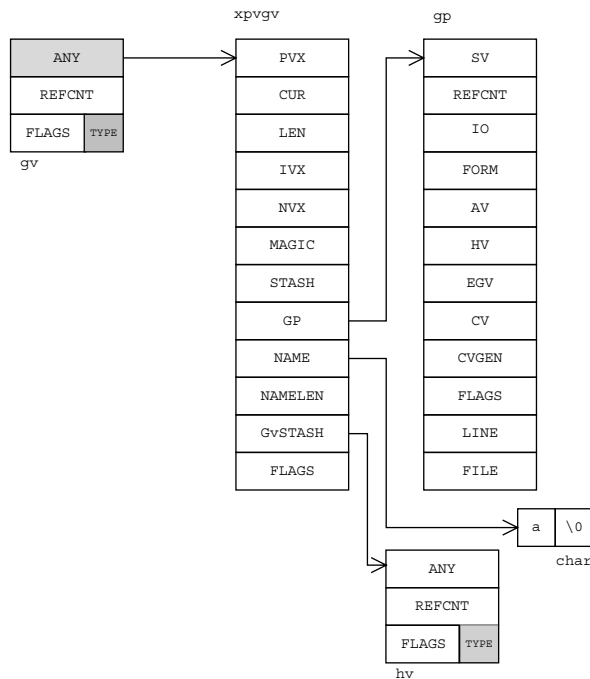 xpvgv
gp
ANY
REFCNT
FLAGS TYPE
gv
PVX
CUR
LEN
IVX
NVX
MAGIC
STASH
GP
NAME
NAMELEN
GvSTASH
FLAGS
SV
REFCNT
IO
FORM
AV
HV
EGV
CV
CVGEN
FLAGS
LINE
FILE
a \0
char
ANY
REFCNT
FLAGS TYPE
hv